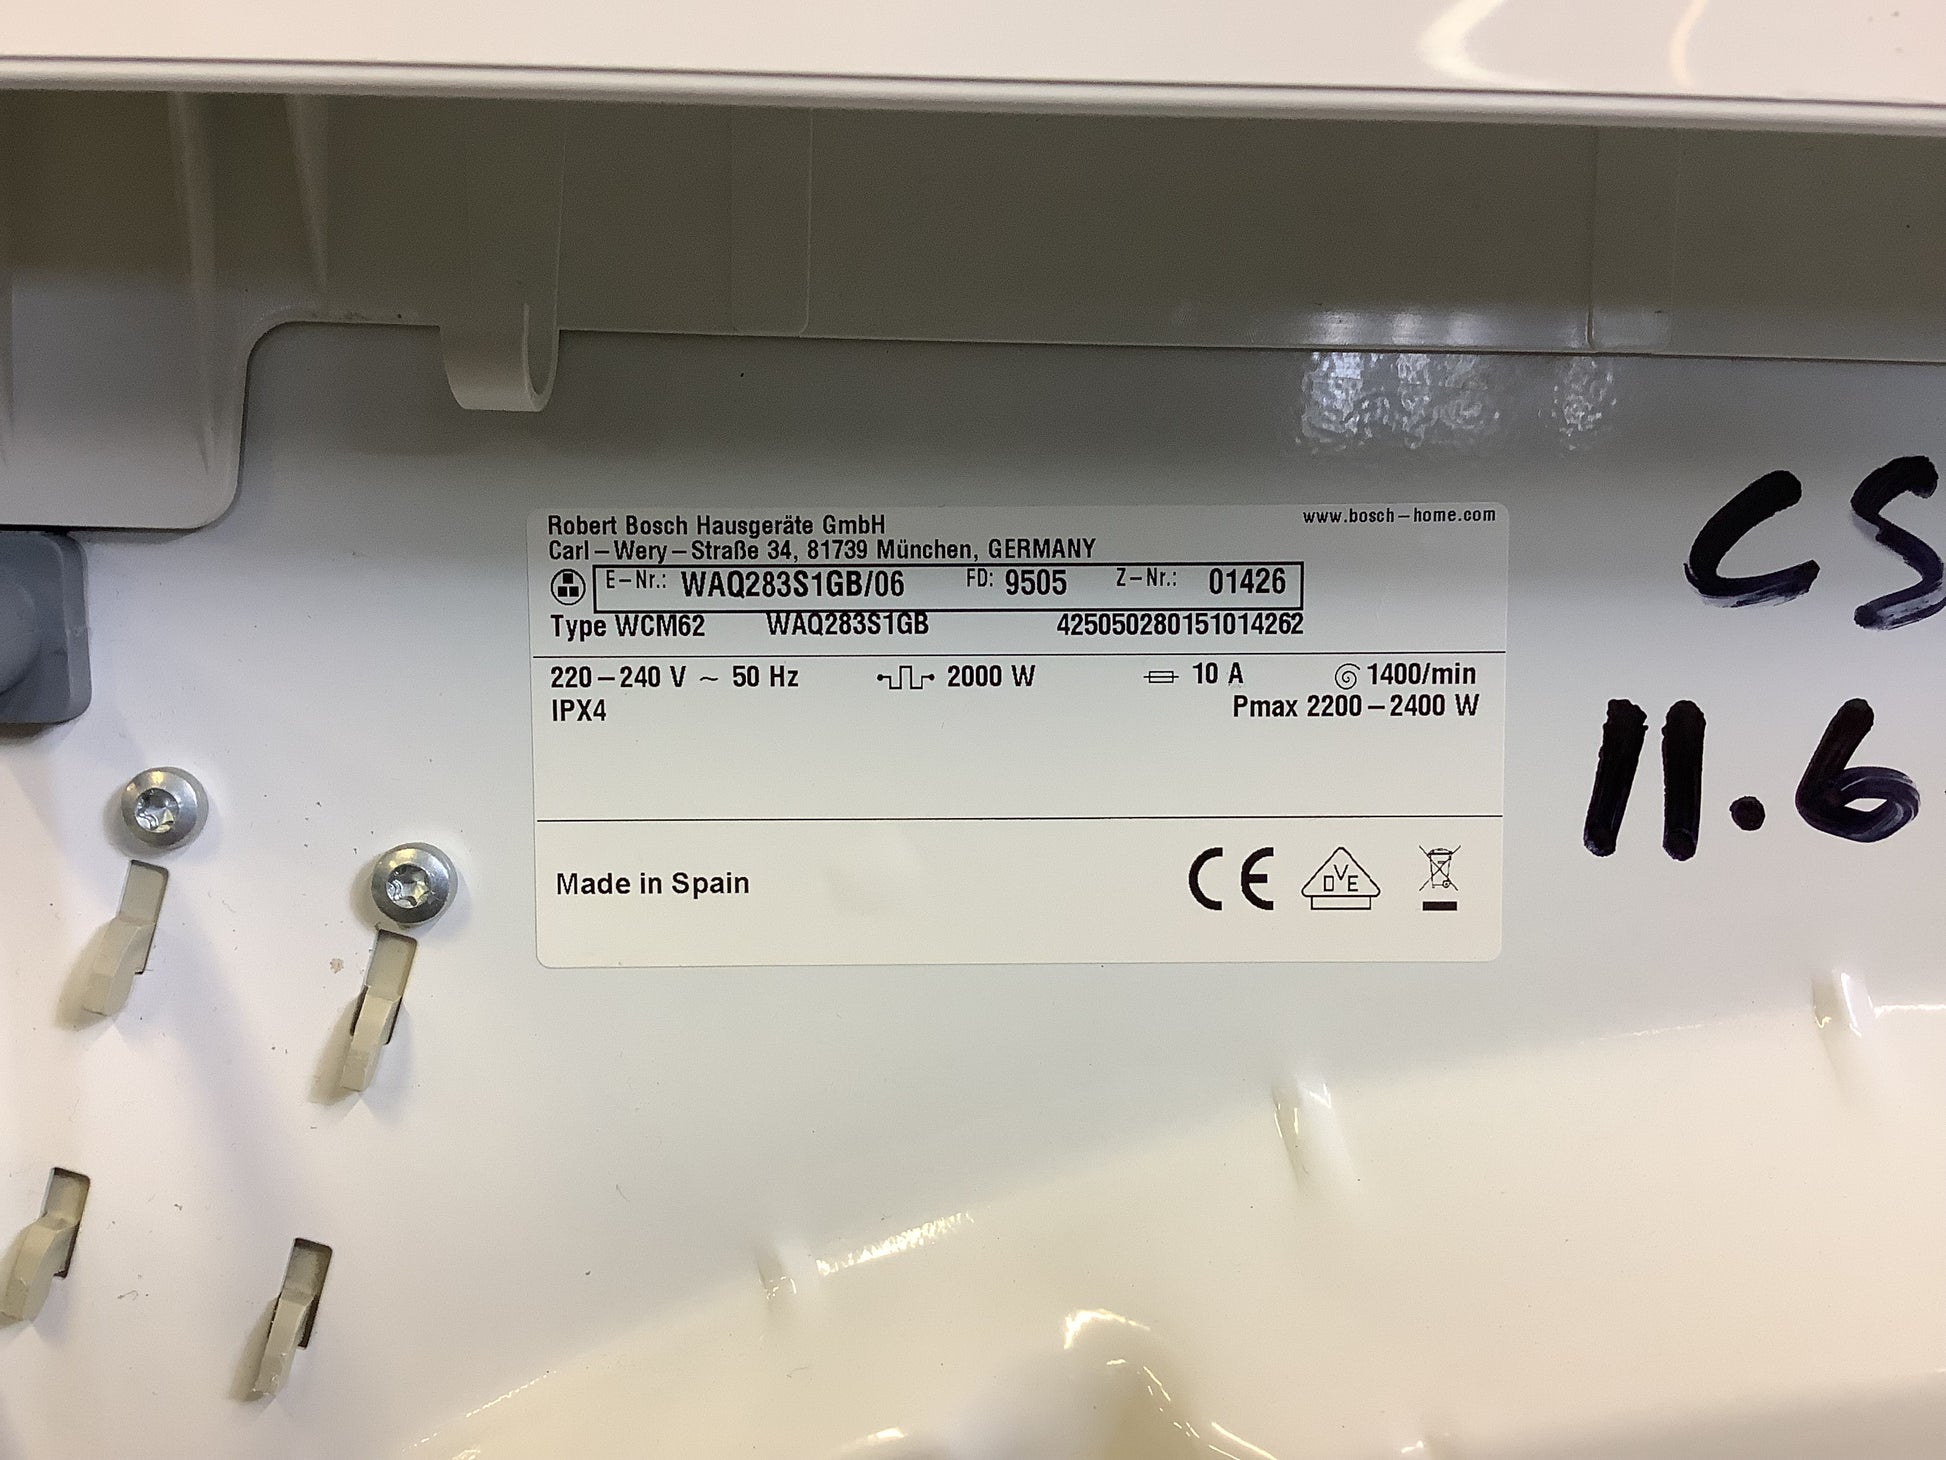 Robert Bosch Hausgeräte GmbH
www.bosch-home.com
Carl-Wery-Straße 34, 81739 München, GERMANY
E-Nr.: WAQ283S1GB/06 FD: 9505 Z-Nr.: 01426
Type WCM62 WAQ283S1GB 425050280151014262
220-240 V ~ 50 Hz 2000 W 10 A 1400/min
IPX4 Pmax 2200-2400 W
Made in Spain CE DVE
CS
11.6.